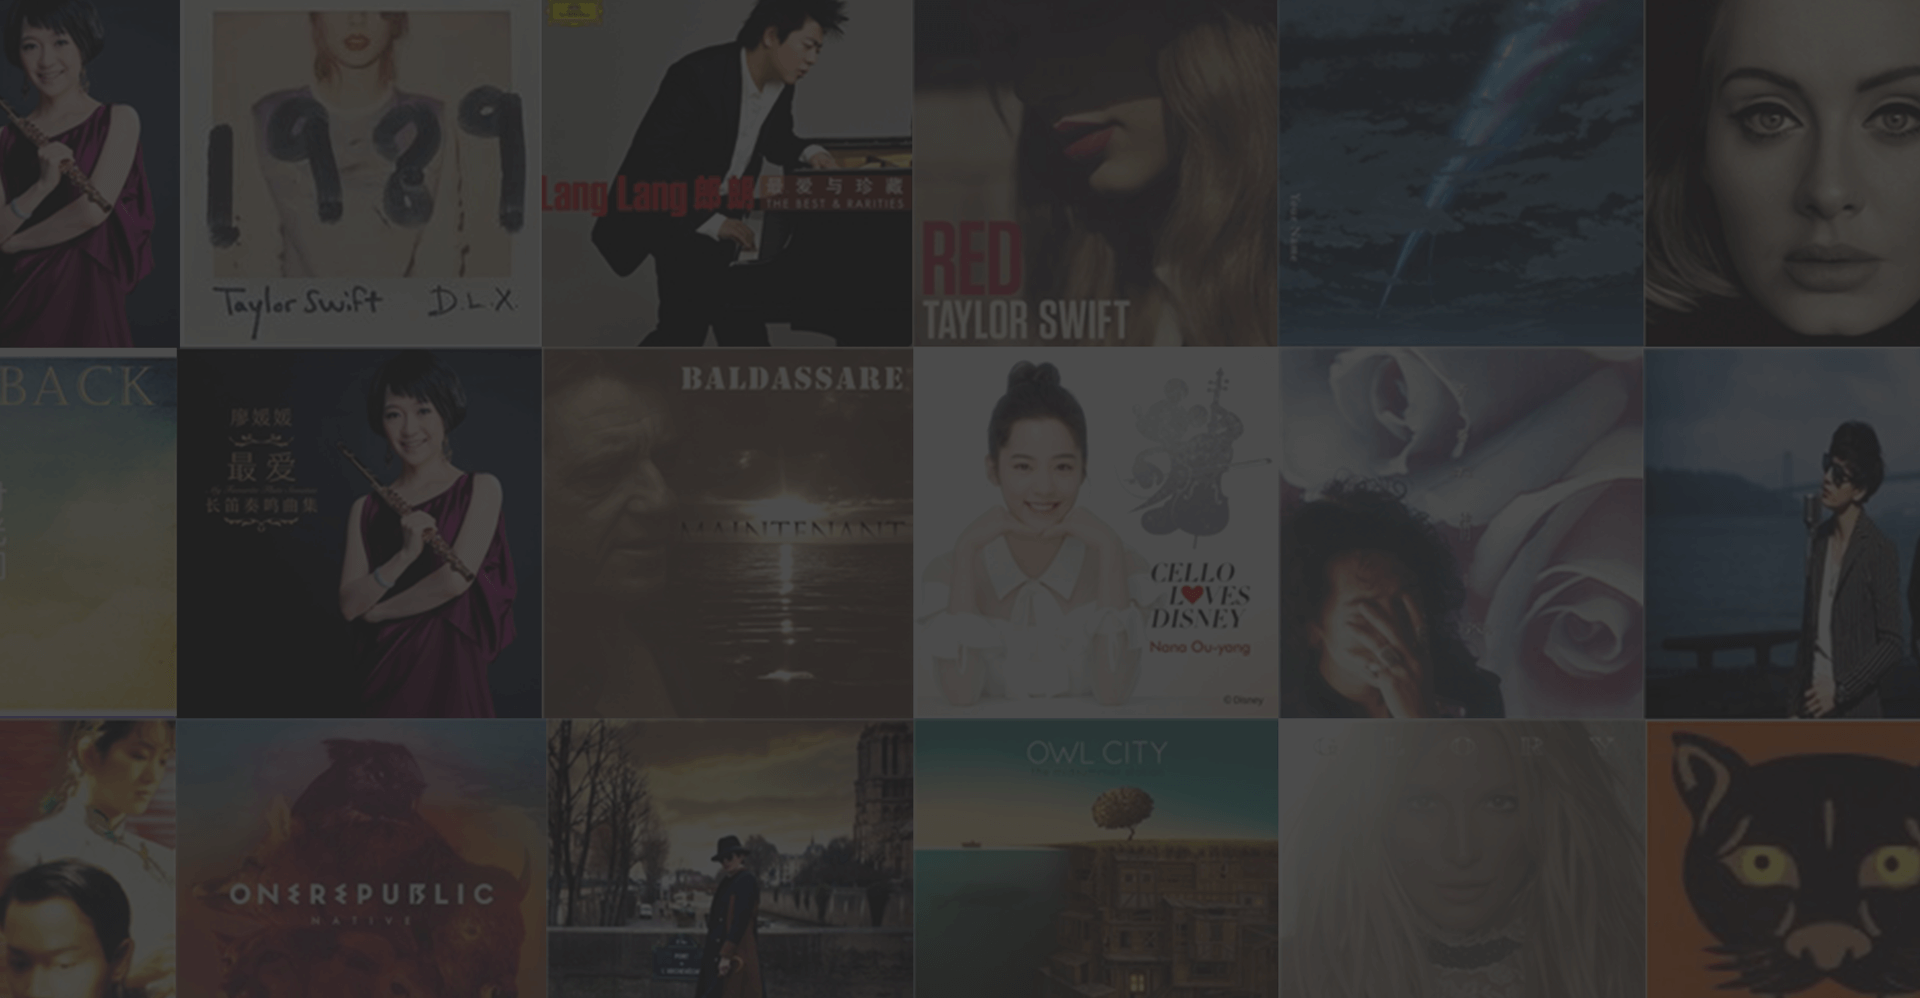 1989
Taylor Swift D.L.X.
Lang Lang 郎朗 最爱与珍藏
THE BEST & RARITIES
RED
TAYLOR SWIFT
BACK
廖媛媛
最爱
长笛奏鸣曲集
BALDASSARE
MAINTENANT
CELLO
LOVES
DISNEY
Nana Ou-yang
© Disney
ONEREPUBLIC
NATIVE
OWL CITY